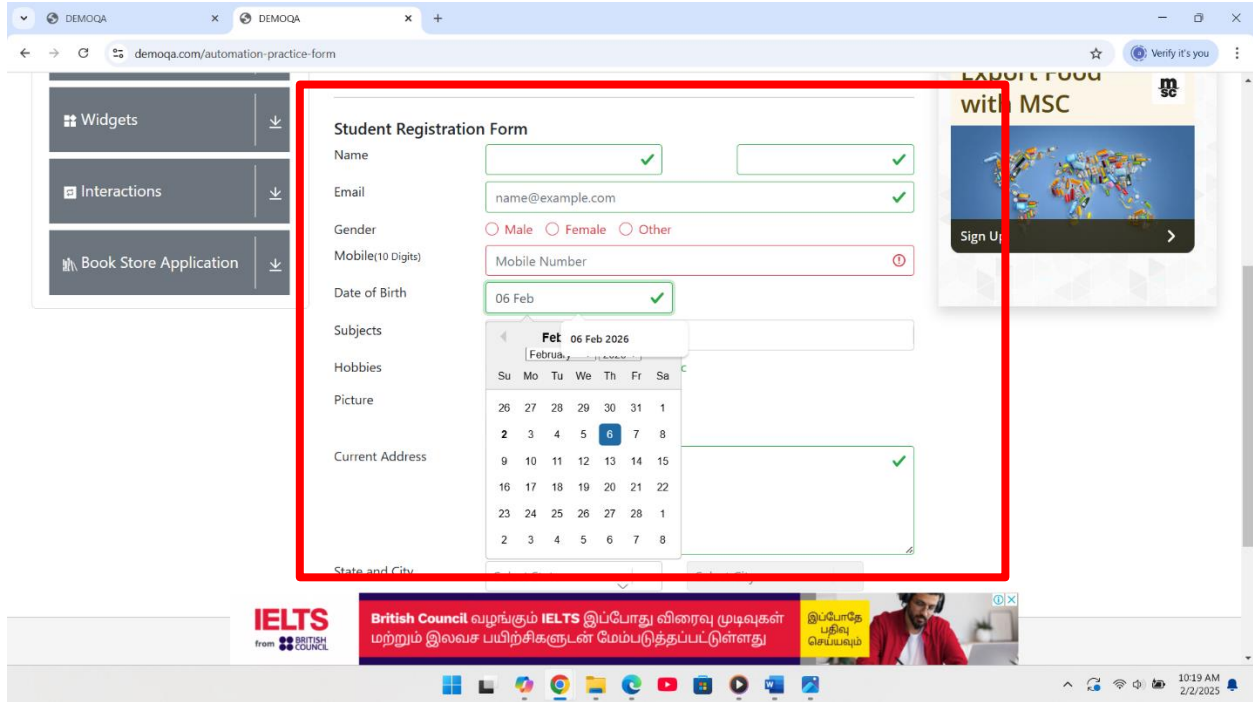 DEMOQA
DEMOQA
demoqa.com/automation-practice-form
Verify it's you
Widgets
Interactions
Book Store Application
Student Registration Form
Name
Email
name@example.com
Gender
Male
Female
Other
Mobile(10 Digits)
Mobile Number
Date of Birth
06 Feb
Subjects
Feb
06 Feb 2026
February
Hobbies
Su Mo Tu We Th Fr Sa
Picture
26 27 28 29 30 31 1
2 3 4 5 6 7 8
Current Address
9 10 11 12 13 14 15
16 17 18 19 20 21 22
23 24 25 26 27 28 1
2 3 4 5 6 7 8
State and City
Export Food
with MSC
msc
Sign Up
IELTS
from BRITISH
COUNCIL
British Council வழங்கும் IELTS இப்போது விரைவு முடிவுகள்
மற்றும் இலவச பயிற்சிகளுடன் மேம்படுத்தப்பட்டுள்ளது
இப்போதே
பதிவு
செய்யவும்
10:19 AM
2/2/2025